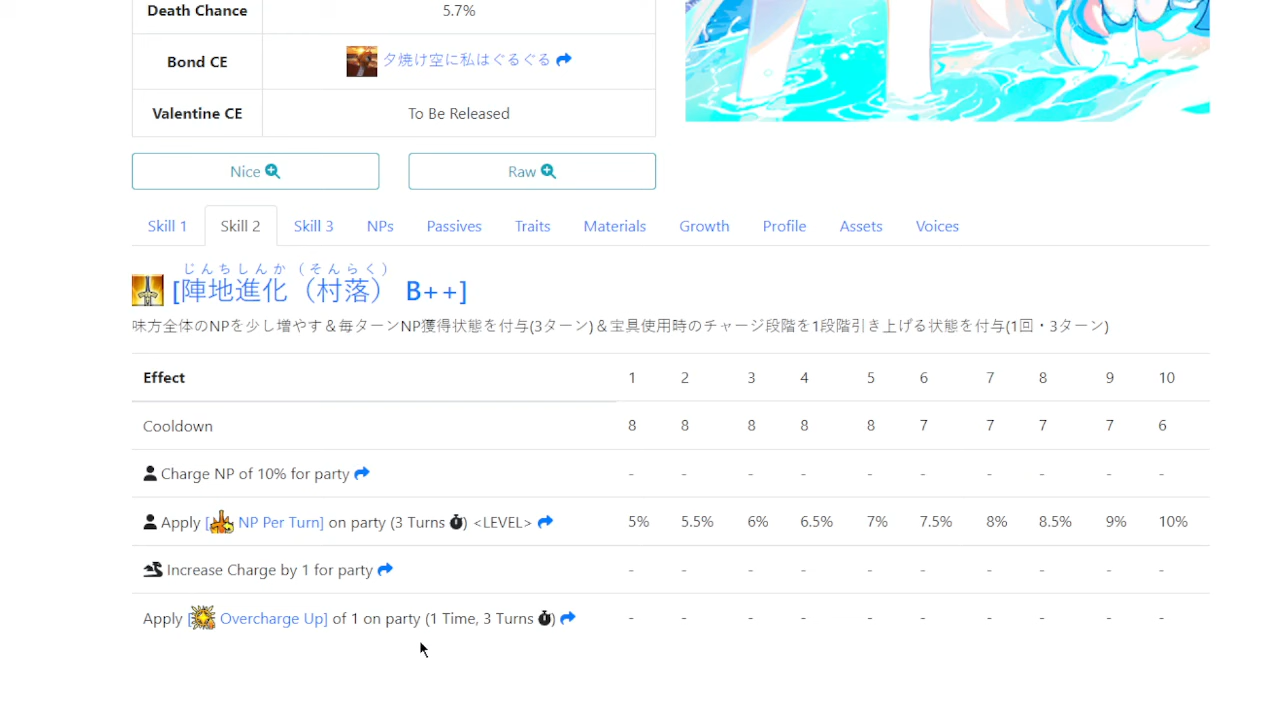 Death Chance 5.7%
Bond CE 夕焼け空に私はぐるぐる
Valentine CE To Be Released
Nice Raw
Skill 1 Skill 2 Skill 3 NPs Passives Traits Materials Growth Profile Assets Voices
じんちしんか（そんらく）
[陣地進化（村落） B++]
味方全体のNPを少し増やす＆毎ターンNP獲得状態を付与(3ターン)＆宝具使用時のチャージ段階を1段階引き上げる状態を付与(1回・3ターン)
Effect 1 2 3 4 5 6 7 8 9 10
Cooldown 8 8 8 8 8 7 7 7 7 6
Charge NP of 10% for party - - - - - - - - - -
Apply [NP Per Turn] on party (3 Turns) <LEVEL> 5% 5.5% 6% 6.5% 7% 7.5% 8% 8.5% 9% 10%
Increase Charge by 1 for party - - - - - - - - - -
Apply [Overcharge Up] of 1 on party (1 Time, 3 Turns) - - - - - - - - - -